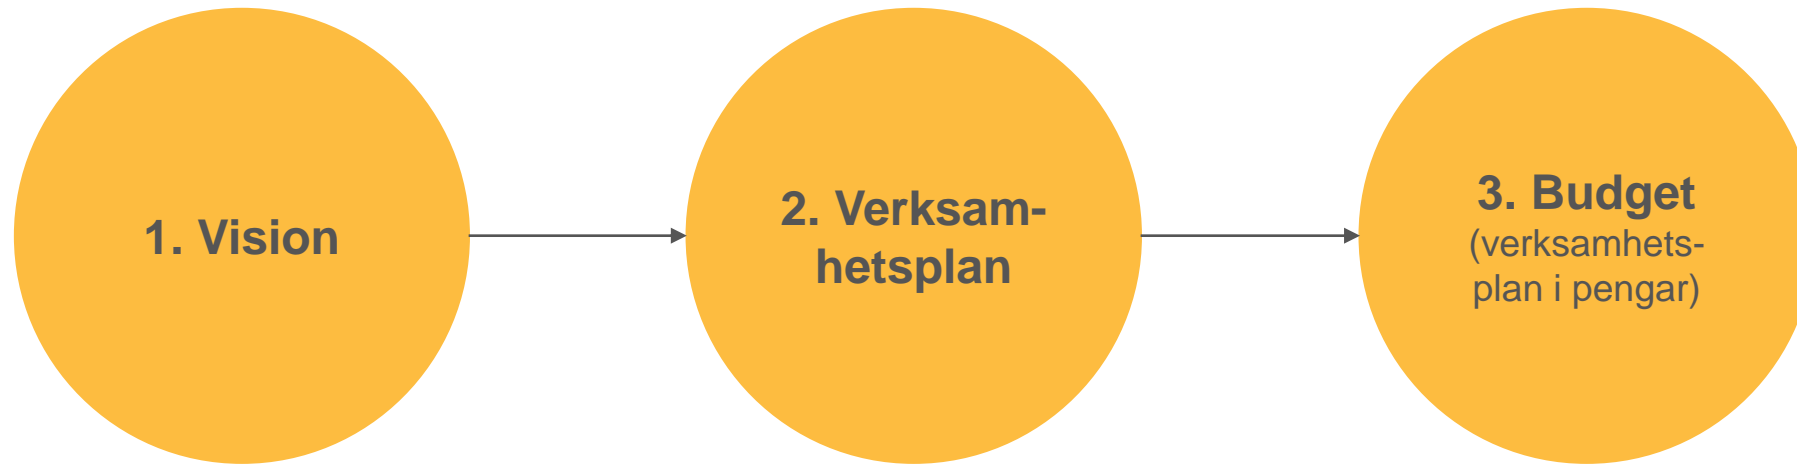 1. Vision
2. Verksam-
hetsplan
3. Budget
(verksamhets-
plan i pengar)